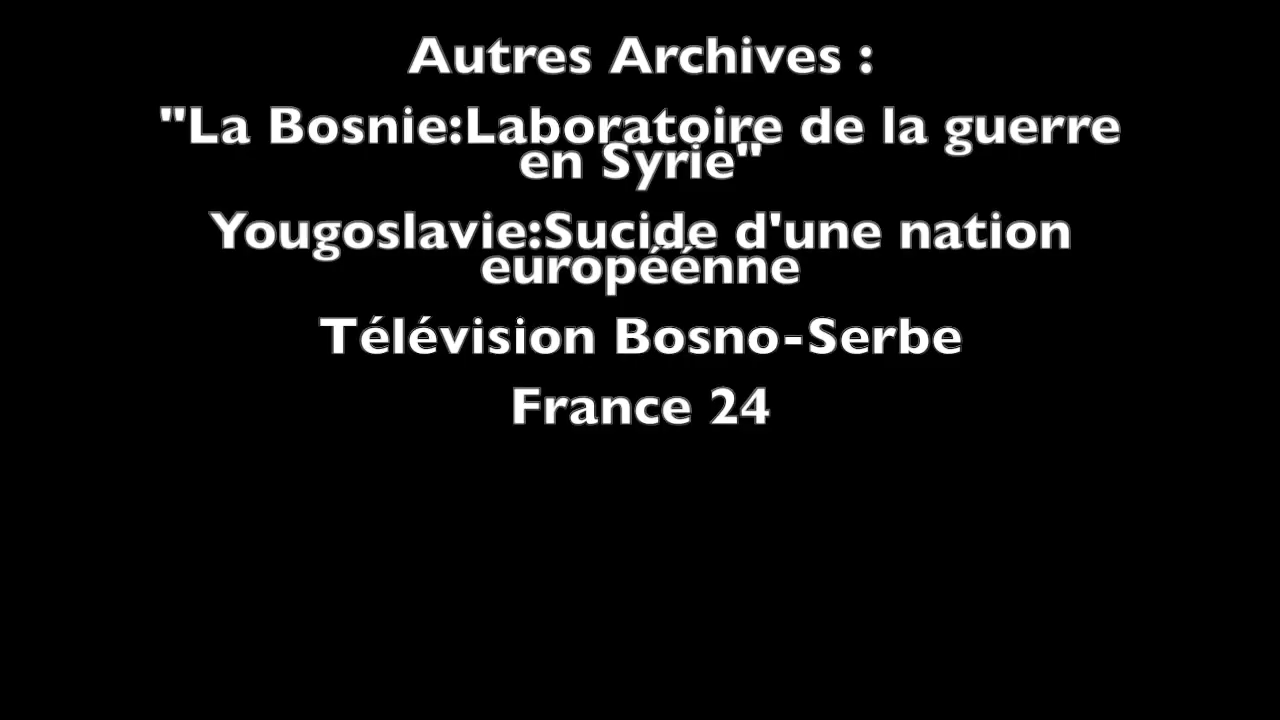 Autres Archives :
"La Bosnie:Laboratoire de la guerre
en Syrie"
Yougoslavie:Sucide d'une nation
européénne
Télévision Bosno-Serbe
France 24